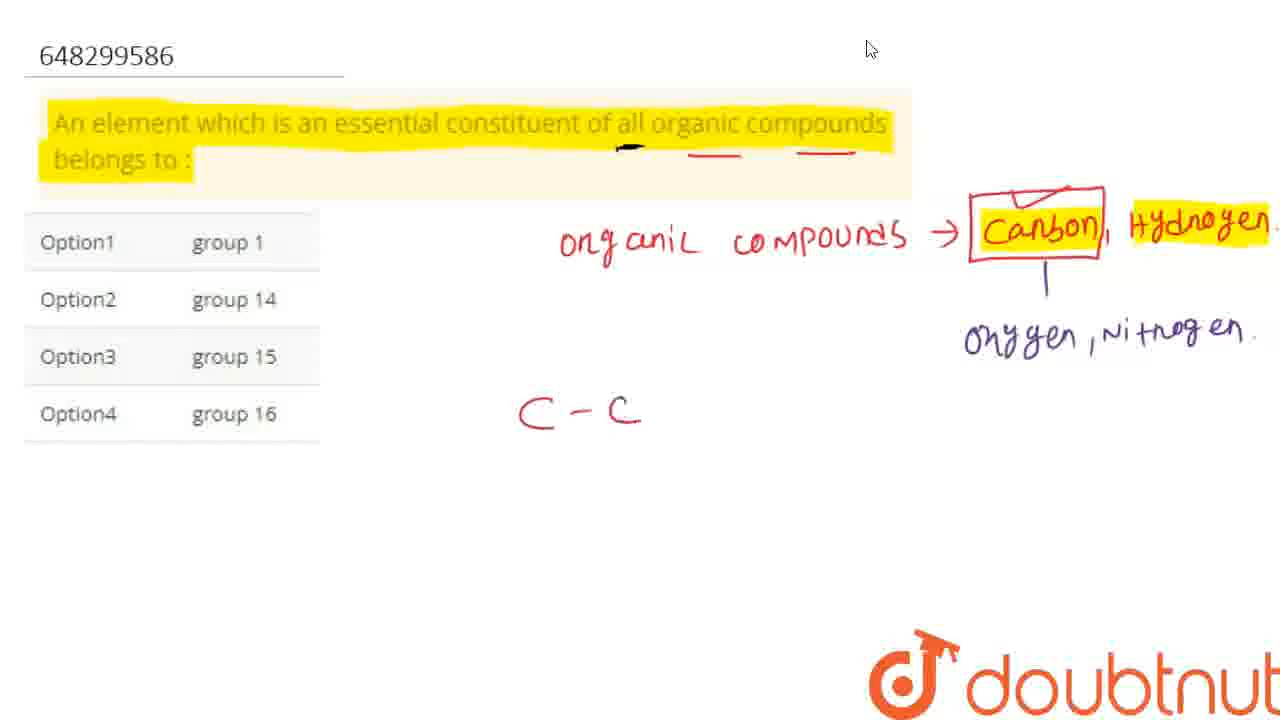 648299586
An element which is an essential constituent of all organic compounds
belongs to :
Option1 group 1
Option2 group 14
Option3 group 15
Option4 group 16
organic compounds → Carbon, Hydrogen.
Oxygen, Nitrogen.
C - C
doubtnut